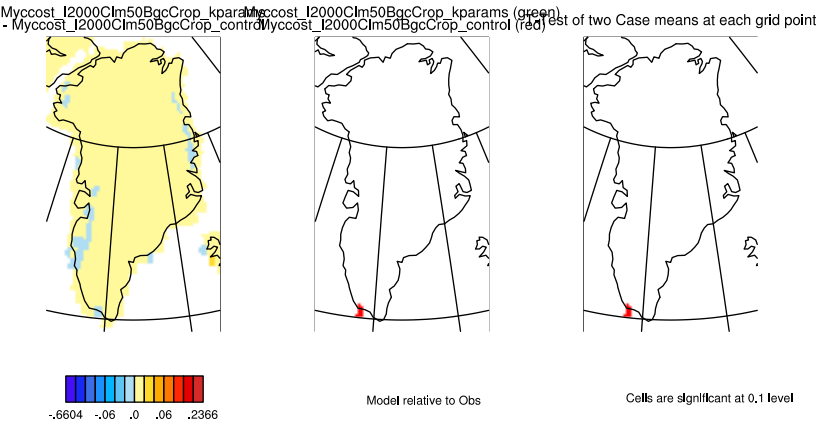 Myccost_I2000Clm50BgcCrop_kparams
- Myccost_I2000Clm50BgcCrop_control
Myccost_I2000Clm50BgcCrop_kparams (green)
Myccost_I2000Clm50BgcCrop_control (red)
T-Test of two Case means at each grid point
Model relative to Obs
Cells are significant at 0.1 level
-.6604 -.06 .0 .06 .2366